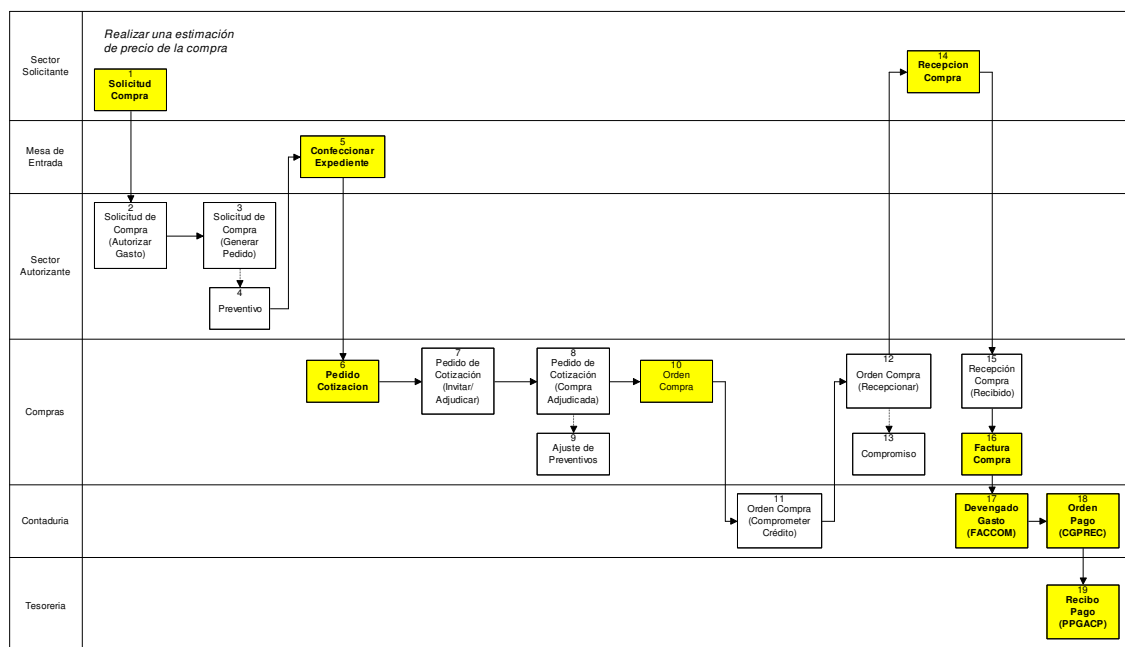 Realizar una estimación
de precio de la compra
Sector
Solicitante
1
Solicitud
Compra
14
Recepcion
Compra
Mesa de
Entrada
5
Confeccionar
Expediente
Sector
Autorizante
2
Solicitud de
Compra
(Autorizar
Gasto)
3
Solicitud de
Compra
(Generar
Pedido)
4
Preventivo
Compras
6
Pedido
Cotizacion
7
Pedido de
Cotización
(Invitar/
Adjudicar)
8
Pedido de
Cotización
(Compra
Adjudicada)
9
Ajuste de
Preventivos
10
Orden
Compra
12
Orden Compra
(Recepcionar)
13
Compromiso
15
Recepción
Compra
(Recibido)
16
Factura
Compra
Contaduria
11
Orden Compra
(Comprometer
Crédito)
17
Devengado
Gasto
(FACCOM)
18
Orden
Pago
(CGPREC)
Tesoreria
19
Recibo
Pago
(PPGACP)